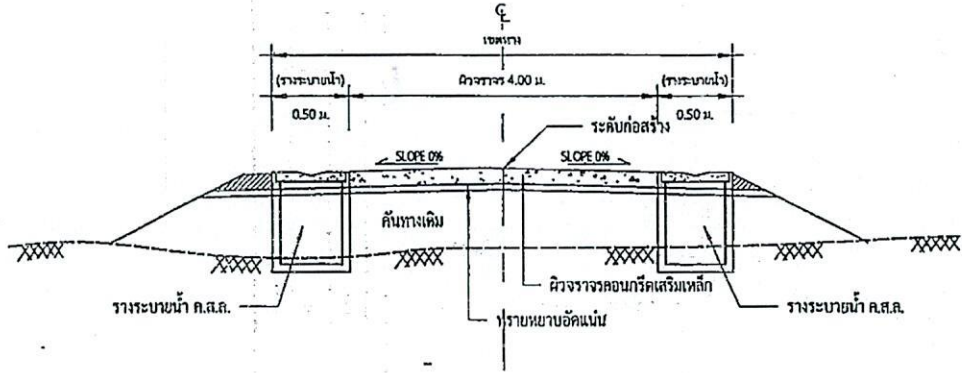 ℄
เขตทาง
(รางระบายน้ำ)
ผิวจราจร 4.00 ม.
(รางระบายน้ำ)
0.50 ม.
0.50 ม.
ระดับก่อสร้าง
SLOPE 0%
SLOPE 0%
คันทางเดิม
ผิวจราจรคอนกรีตเสริมเหล็ก
รางระบายน้ำ ค.ส.ล.
รางระบายน้ำ ค.ส.ล.
ทรายหยาบอัดแน่น